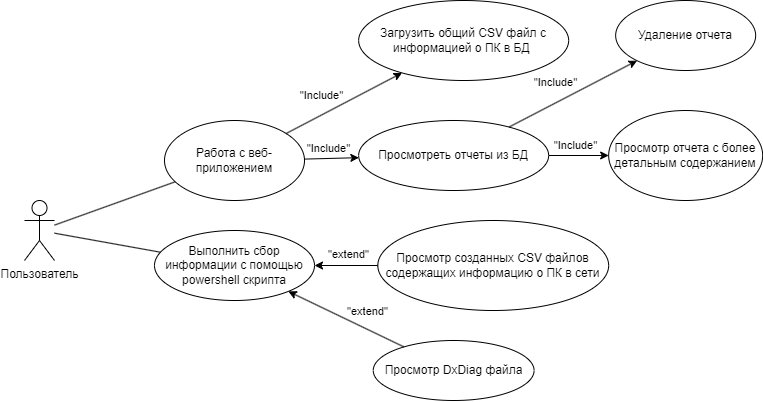 Загрузить общий CSV файл с
информацией о ПК в БД
Удаление отчета
"Include"
"Include"
Работа с веб-
приложением
"Include"
Просмотреть отчеты из БД
"Include"
Просмотр отчета с более
детальным содержанием
Пользователь
Выполнить сбор
информации с помощью
powershell скрипта
"extend"
Просмотр созданных CSV файлов
содержащих информацию о ПК в сети
"extend"
Просмотр DxDiag файла